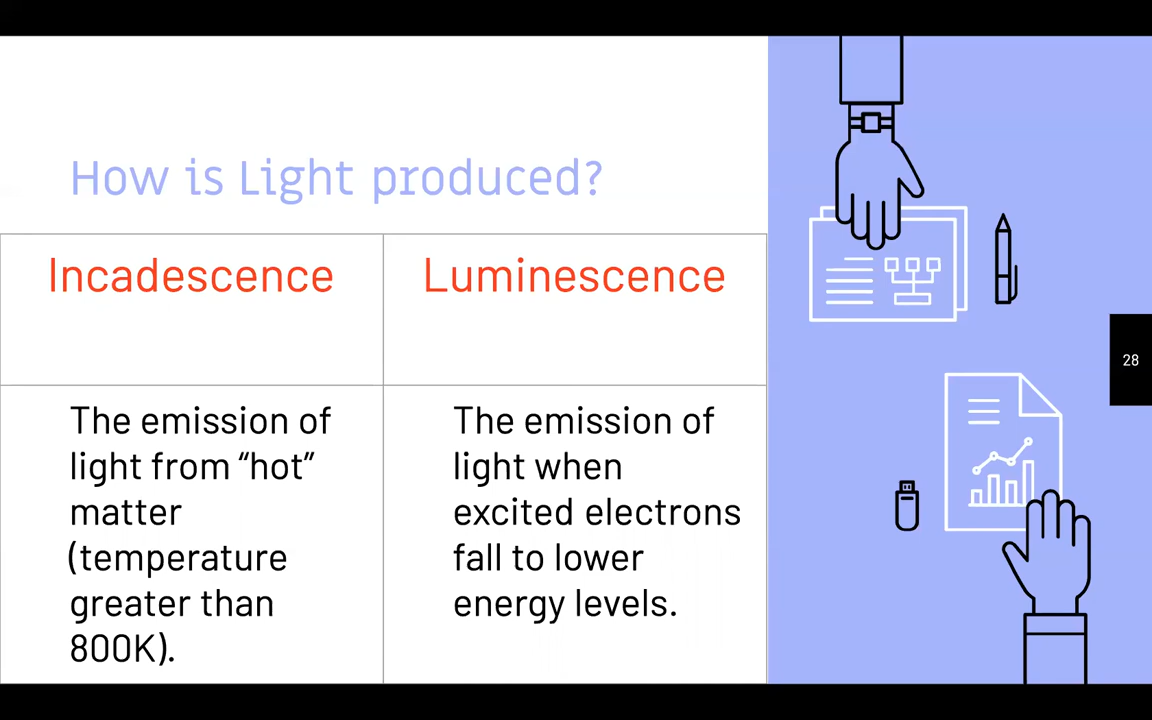 How is Light produced?
Incadescence
Luminescence
The emission of
light from “hot”
matter
(temperature
greater than
800K).
The emission of
light when
excited electrons
fall to lower
energy levels.
28